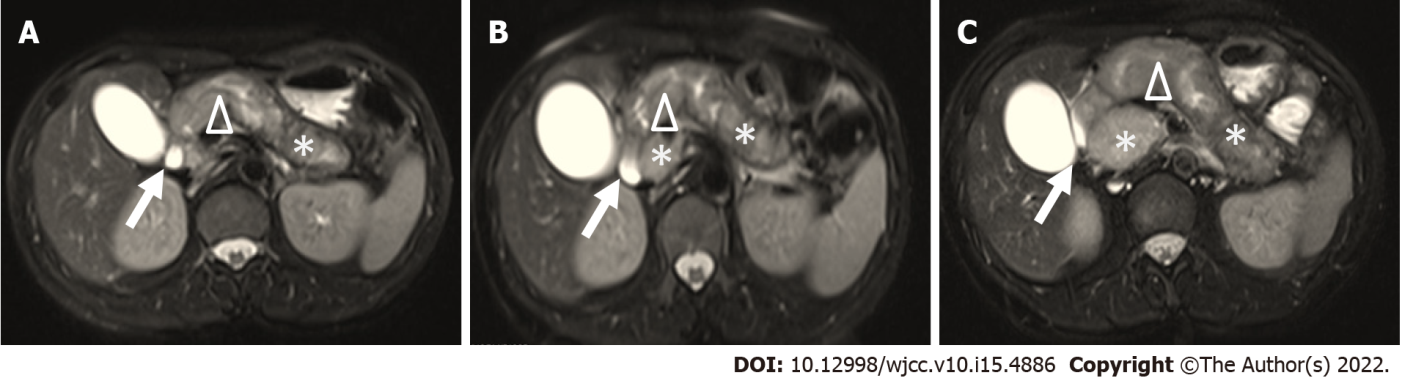 A
B
C
DOI: 10.12998/wjcc.v10.i15.4886 Copyright ©The Author(s) 2022.